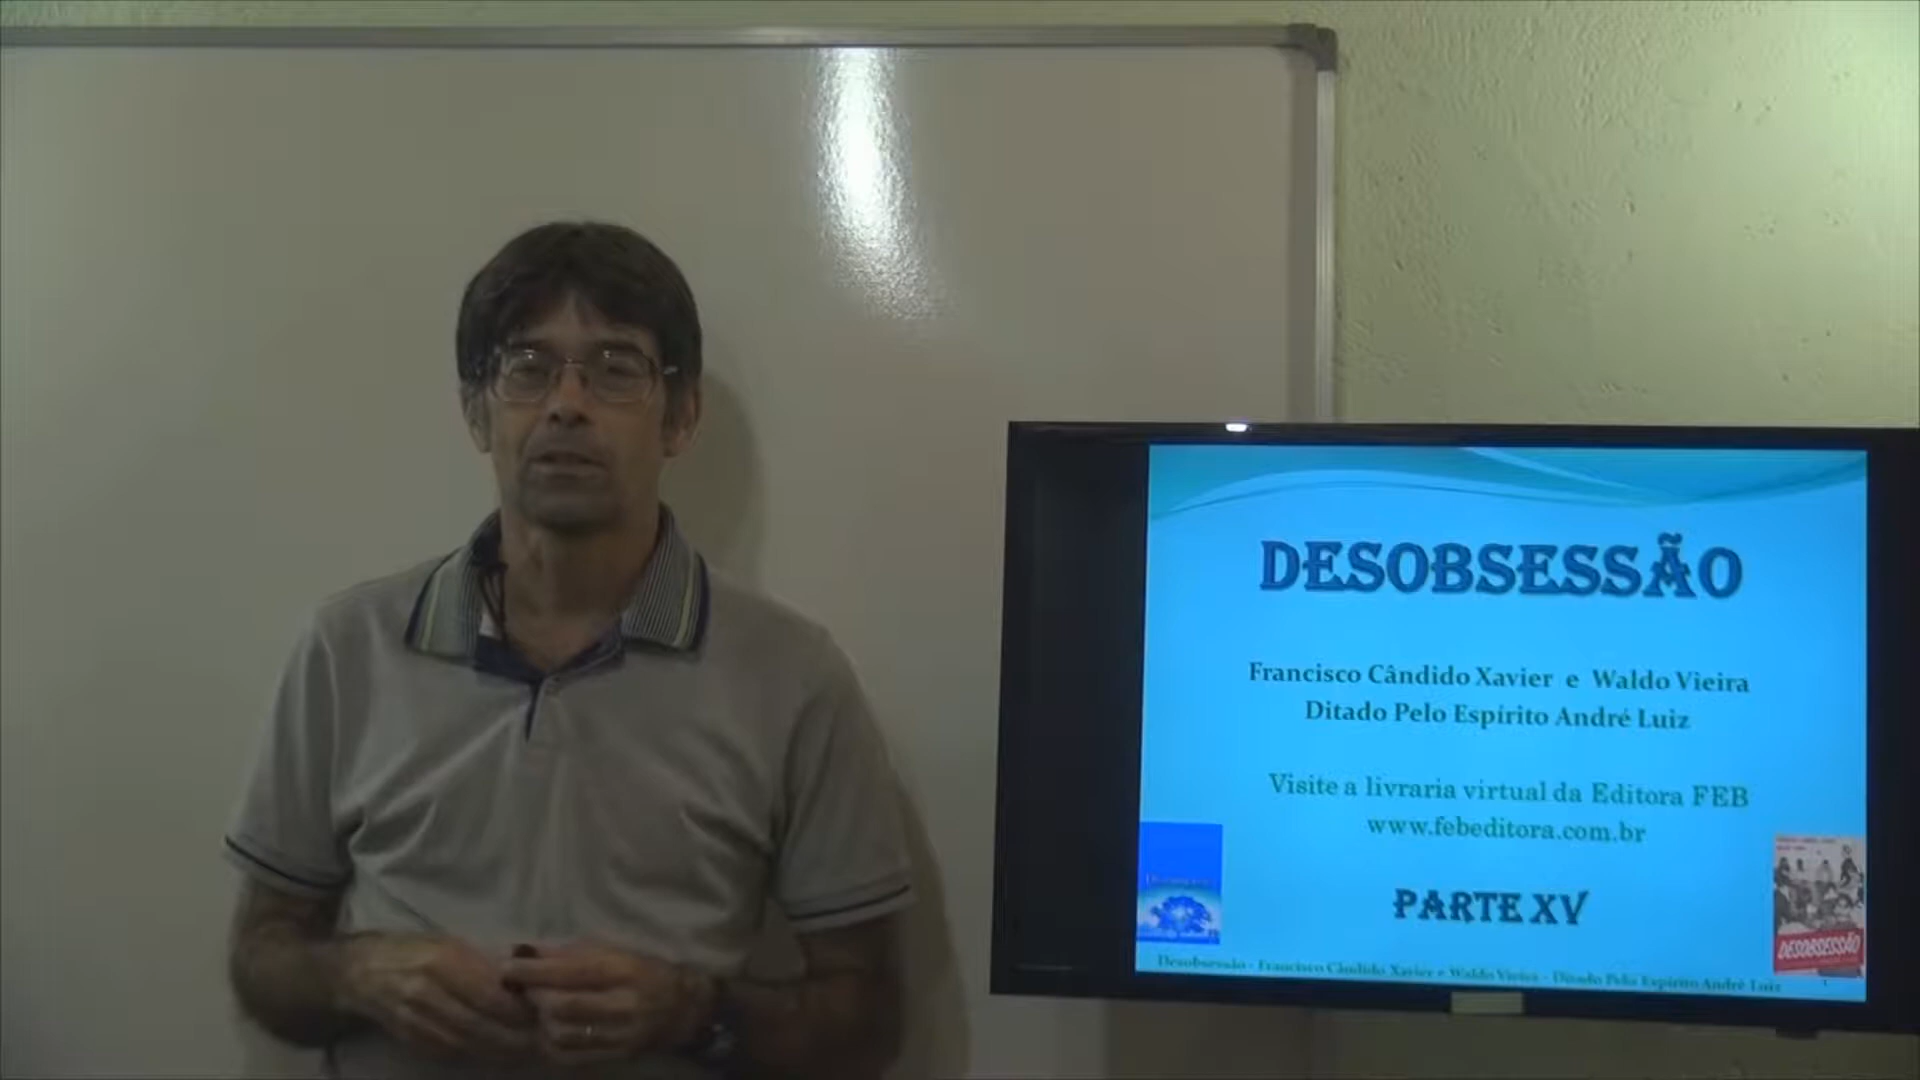 DESOBSESSÃO
Francisco Cândido Xavier e Waldo Vieira
Ditado Pelo Espírito André Luiz
Visite a livraria virtual da Editora FEB
www.febeditora.com.br
PARTE XV
DESOBSESSÃO
Desobsessão - Francisco Cândido Xavier e Waldo Vieira - Ditado Pelo Espírito André Luiz